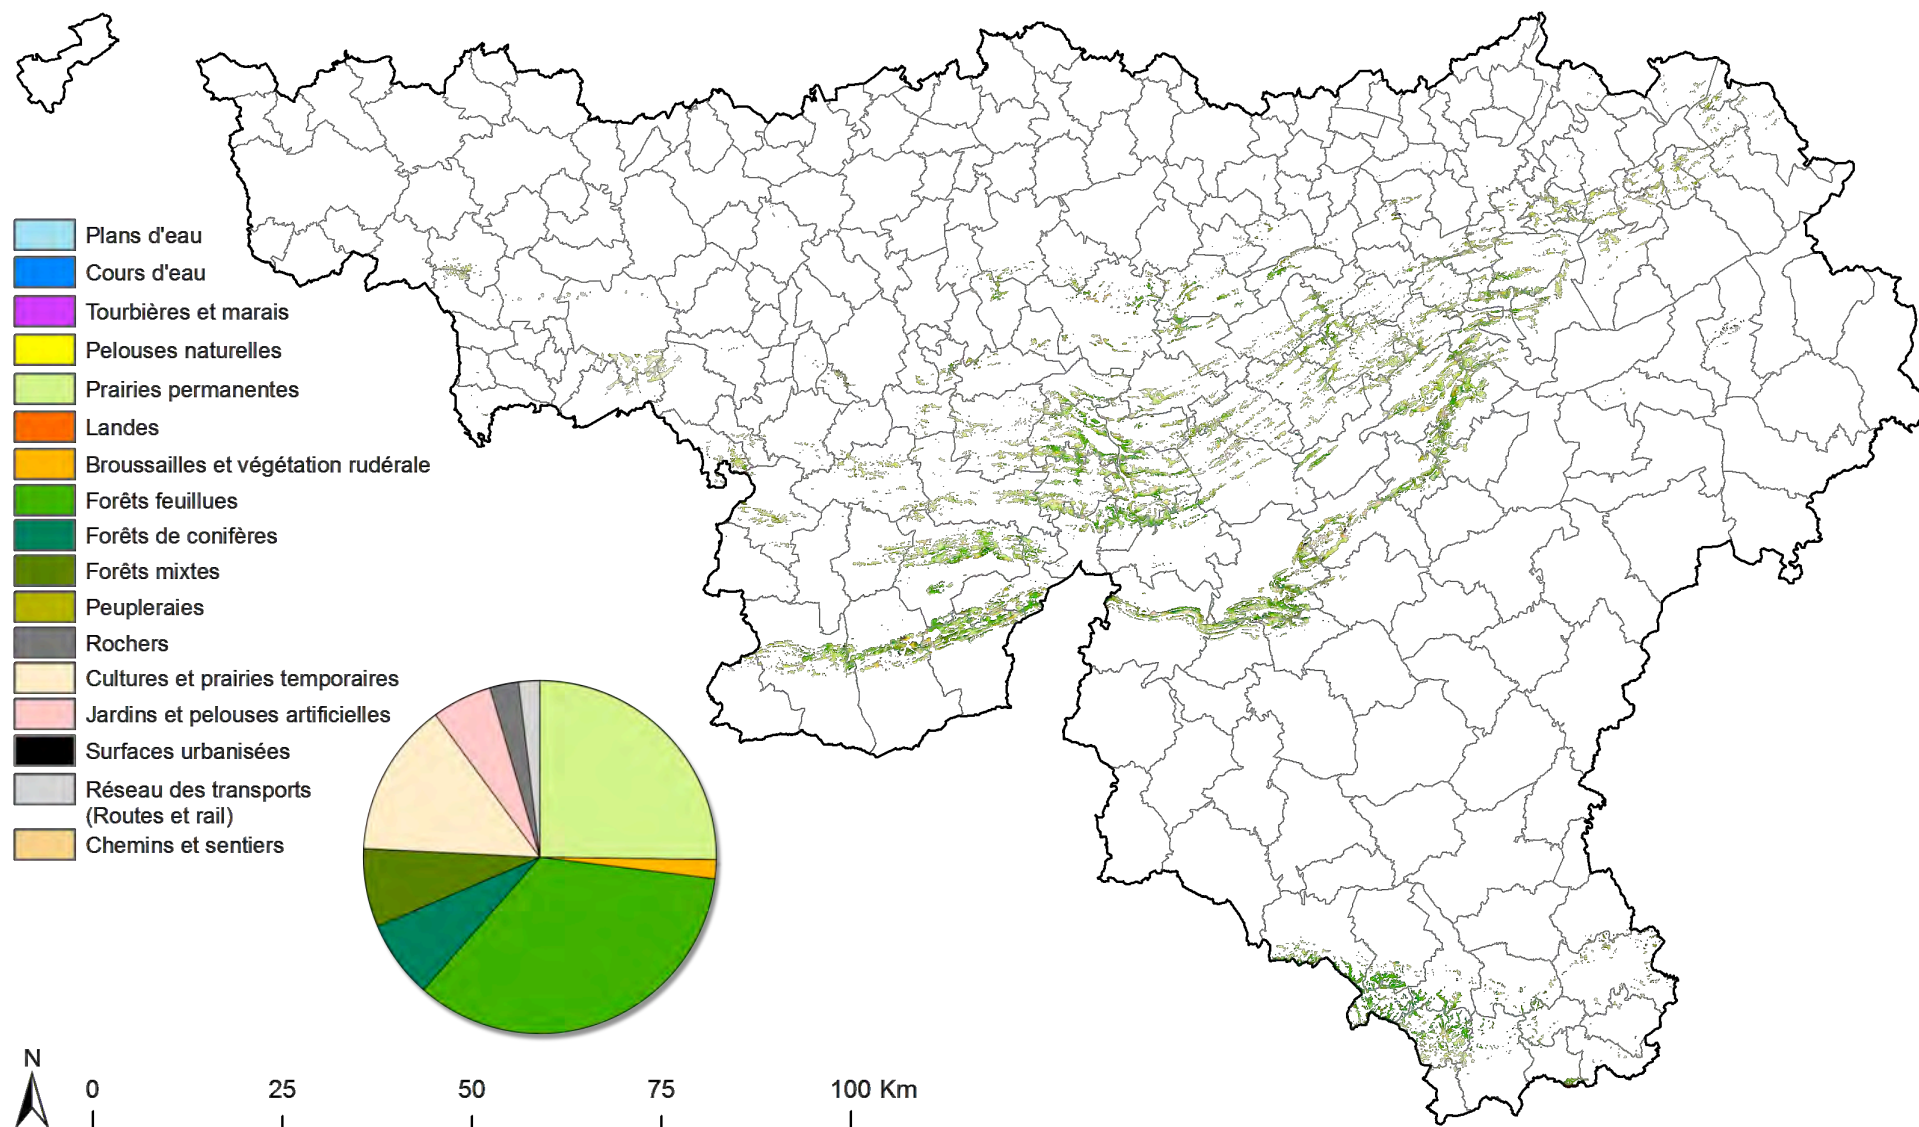 Plans d'eau
Cours d'eau
Tourbières et marais
Pelouses naturelles
Prairies permanentes
Landes
Broussailles et végétation rudérale
Forêts feuillues
Forêts de conifères
Forêts mixtes
Peupleraies
Rochers
Cultures et prairies temporaires
Jardins et pelouses artificielles
Surfaces urbanisées
Réseau des transports
(Routes et rail)
Chemins et sentiers
N
0 25 50 75 100 Km